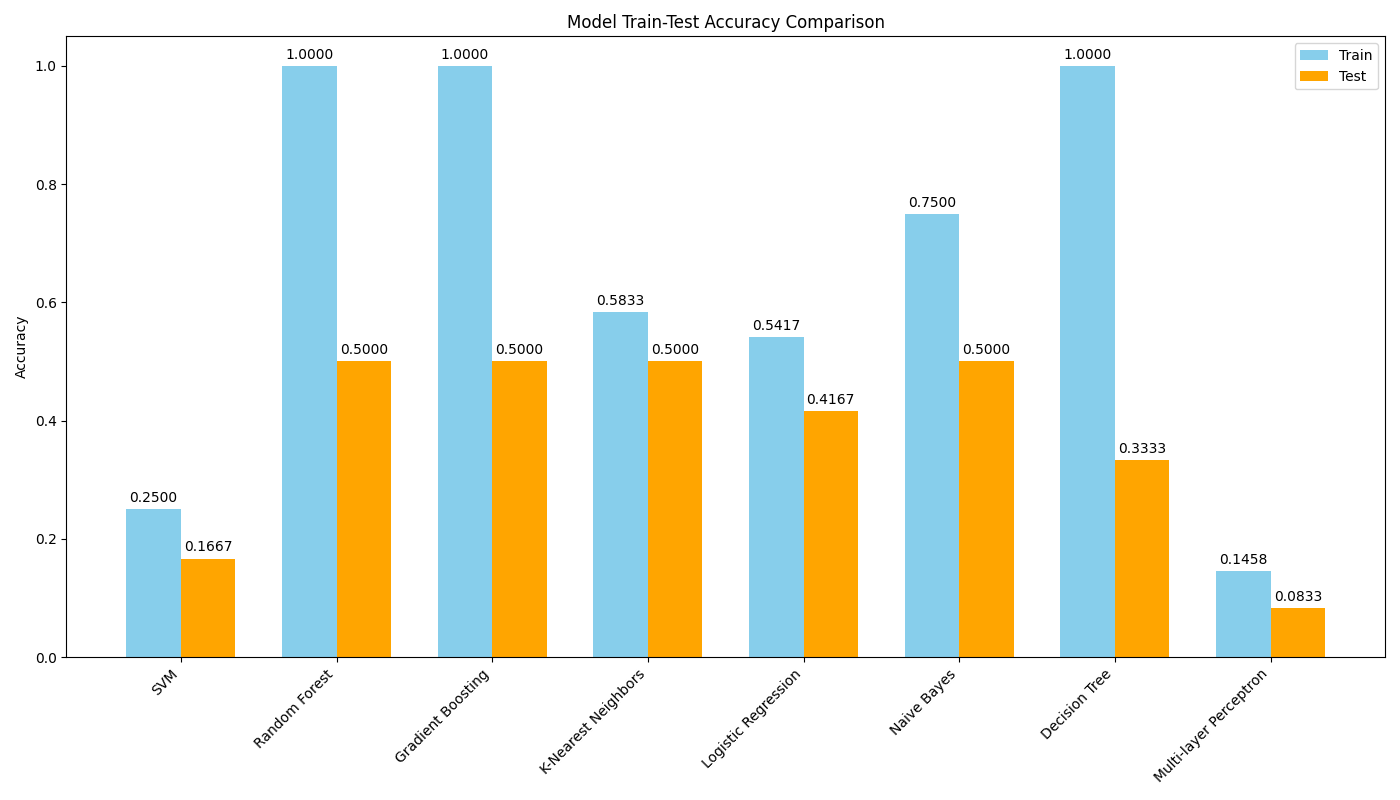 Model Train-Test Accuracy Comparison
Train
Test
Accuracy
1.0
0.8
0.6
0.4
0.2
0.0
0.2500
0.1667
1.0000
0.5000
1.0000
0.5000
0.5833
0.5000
0.5417
0.4167
0.7500
0.5000
1.0000
0.3333
0.1458
0.0833
SVM
Random Forest
Gradient Boosting
K-Nearest Neighbors
Logistic Regression
Naive Bayes
Decision Tree
Multi-layer Perceptron